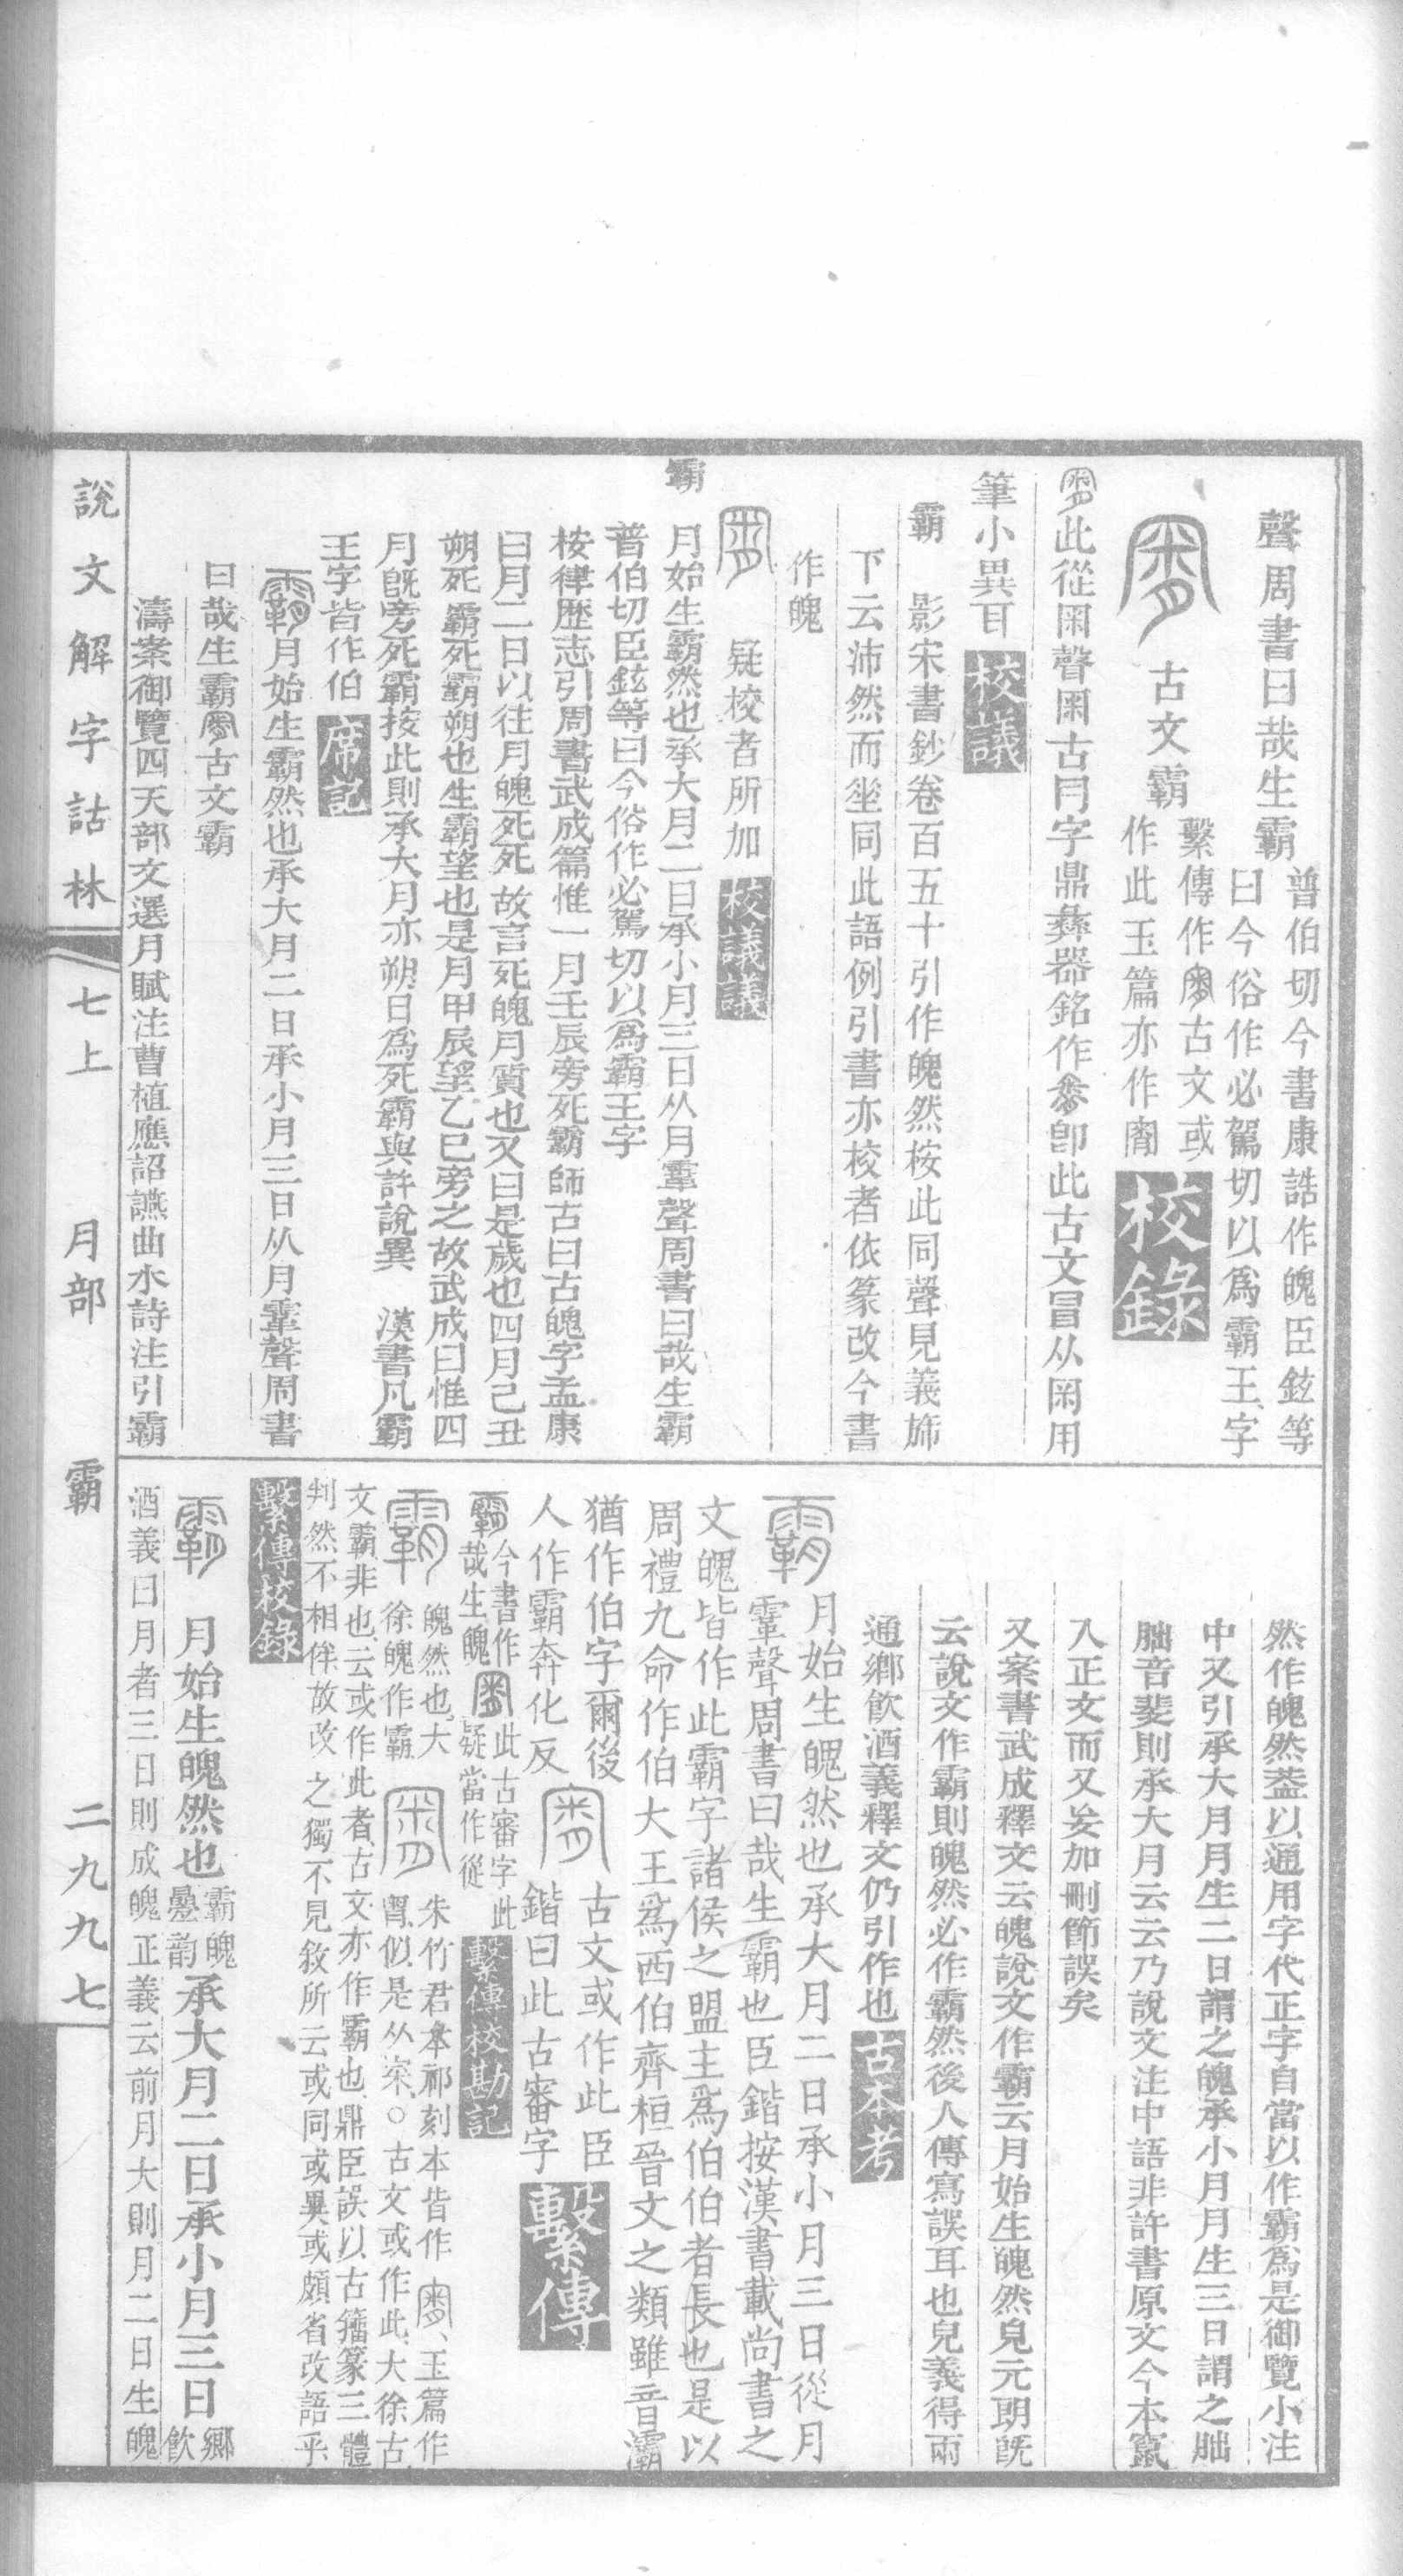 聲周書曰哉生霸
普伯切今書康誥作魄臣鉉等
曰今俗作必駕切以爲霸王字
古文霸
繫傳作古文或
作此玉篇亦作
校錄
此從㓁聲㓁古冃字鼎彝器銘作卽此古文冒从㓁用
筆小異耳
校議
霸 影宋書鈔卷百五十引作魄然桉此同聲見義㫊
下云沛然而㘴同此語例引書亦校者依篆改今書
作魄
疑校者所加
校議議
霸
月始生霸然也承大月二日承小月三日从月䨣聲周書曰哉生霸
普伯切臣鉉等曰今俗作必駕切以爲霸王字
桉律歷志引周書武成篇惟一月壬辰旁死霸師古曰古魄字孟康
曰月二日以往月魄死死故言死魄月質也又曰是歲也四月己丑
朔死霸死霸朔也生霸望也是月甲辰望乙巳旁之故武成曰惟四
月旣旁死霸按此則承大月亦朔日爲死霸與許說異 漢書凡霸
王字皆作伯
席記
月始生霸然也承大月二日承小月三日从月䨣聲周書
曰哉生霸古文霸
濤案御覽四天部文選月賦注曹植應詔讌曲水詩注引霸
然作魄然葢以通用字代正字自當以作霸爲是御覽小注
中又引承大月月生二日謂之魄承小月月生三日謂之朏
朏音斐則承大月云云乃說文注中語非許書原文今本竄
入正文而又妄加刪節誤矣
又案書武成釋文云魄說文作霸云月始生魄然皃元朗旣
云說文作霸則魄然必作霸然後人傳寫誤耳也皃義得兩
通鄉飮酒義釋文仍引作也
古本考
月始生魄然也承大月二日承小月三日從月
䨣聲周書曰哉生霸也臣鍇按漢書載尚書之
文魄皆作此霸字諸侯之盟主爲伯伯者長也是以
周禮九命作伯大王爲西伯齊桓晉文之類雖音灞
猶作伯字爾後
人作霸奔化反
古文或作此臣
鍇曰此古審字
繫傳
霸
今書作
哉生魄
此古審字此
疑當作從
繫傳校勘記
魄然也大
徐魄作霸
朱竹君本祁刻本皆作、玉篇作
似是从寀○古文或作此、大徐古
文霸非也云或作此者、古文亦作霸也、鼎臣誤以古籀篆三體
判然不相侔故改之獨不見敘所云或同或異或頗省改語乎
繫傳校錄
月始生魄然也
霸魄
曡韵
承大月二日承小月三日
鄉
飮
酒義曰月者三日則成魄正義云前月大則月二日生魄
說文解字詁林
七上
月部
霸
二九九七